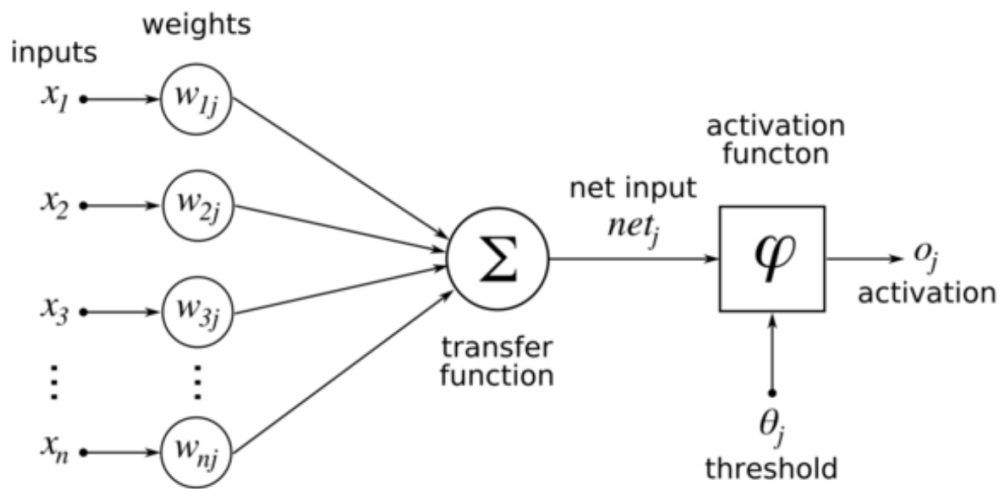 weights
inputs
x1
w1j
x2
w2j
x3
w3j
⋮ ⋮
xn
wnj
Σ
transfer
function
net input
netj
activation
functon
φ
oj
activation
θj
threshold